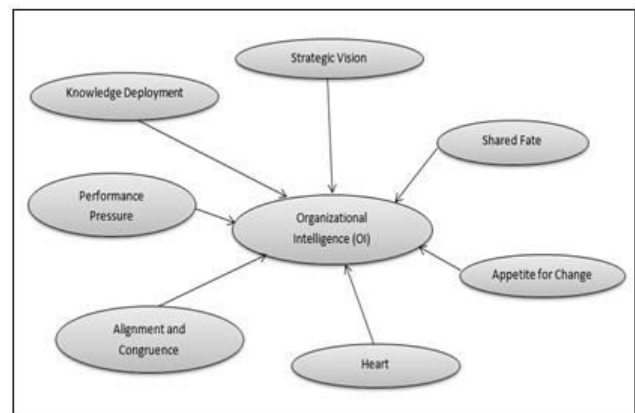 Strategic Vision
Knowledge Deployment
Shared Fate
Performance
Pressure
Organizational
Intelligence (OI)
Appetite for Change
Alignment and
Congruence
Heart